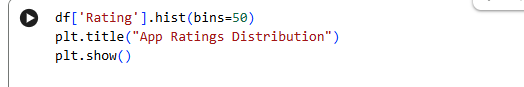 df['Rating'].hist(bins=50)
plt.title("App Ratings Distribution")
plt.show()